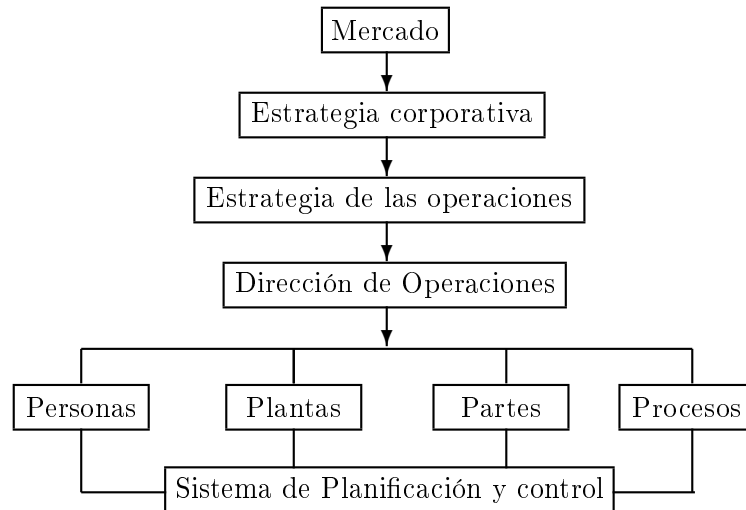 Mercado
Estrategia corporativa
Estrategia de las operaciones
Dirección de Operaciones
Personas Plantas Partes Procesos
Sistema de Planificación y control